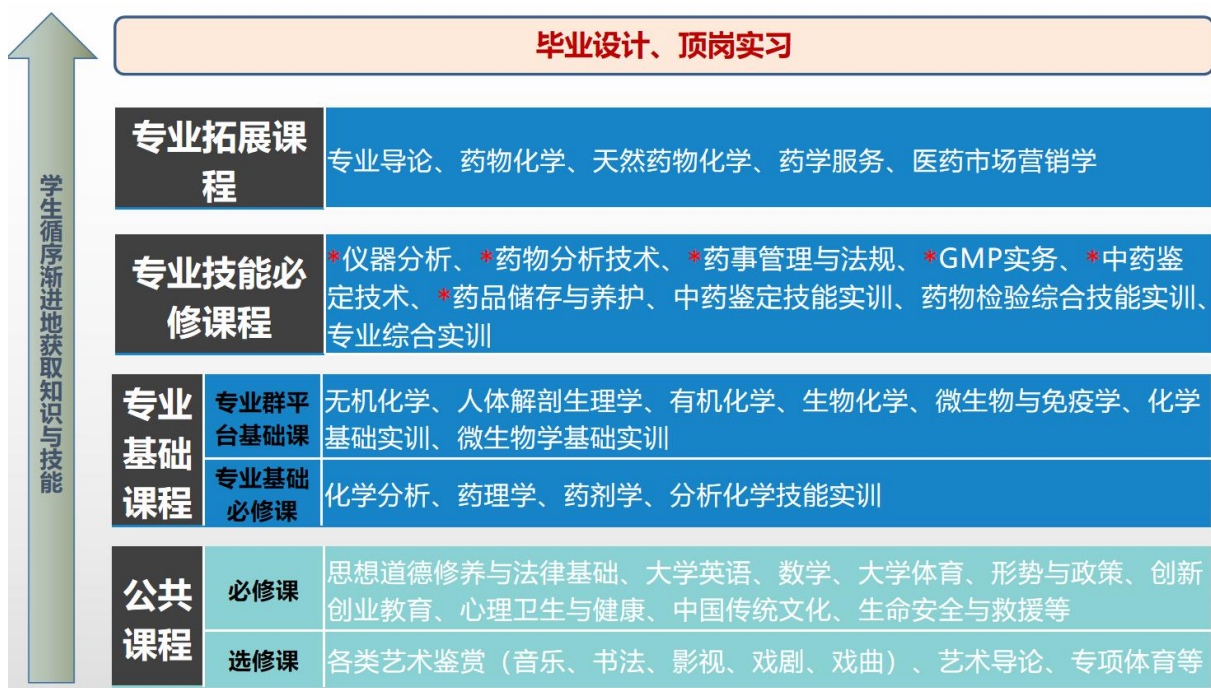 毕业设计、顶岗实习
学生循序渐进地获取知识与技能
专业拓展课
程
专业导论、药物化学、天然药物化学、药学服务、医药市场营销学
专业技能必
修课程
*仪器分析、*药物分析技术、*药事管理与法规、*GMP实务、*中药鉴
定技术、*药品储存与养护、中药鉴定技能实训、药物检验综合技能实训、
专业综合实训
专业
基础
课程
专业群平
台基础课
无机化学、人体解剖生理学、有机化学、生物化学、微生物与免疫学、化学
基础实训、微生物学基础实训
专业基础
必修课
化学分析、药理学、药剂学、分析化学技能实训
公共
课程
必修课
思想道德修养与法律基础、大学英语、数学、大学体育、形势与政策、创新
创业教育、心理卫生与健康、中国传统文化、生命安全与救援等
选修课
各类艺术鉴赏（音乐、书法、影视、戏剧、戏曲）、艺术导论、专项体育等